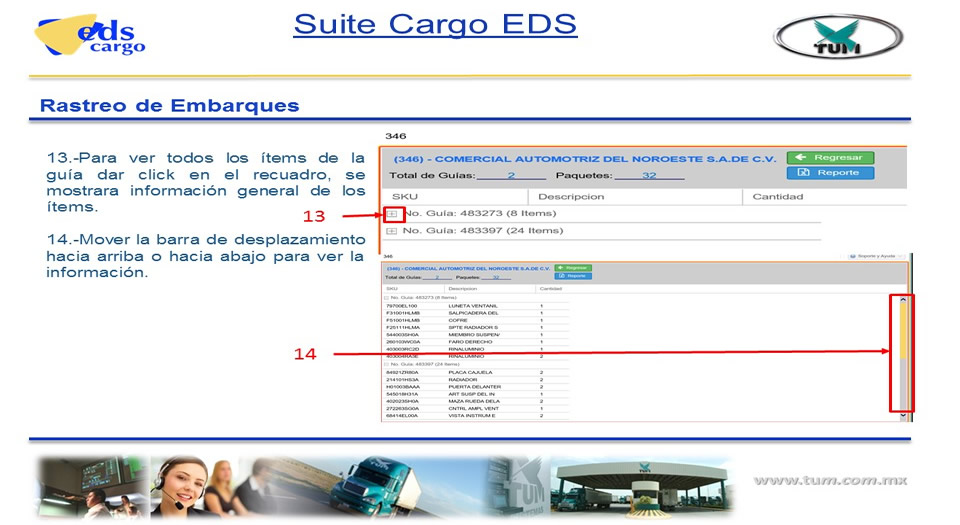 eds cargo
Suite Cargo EDS
TUM
Rastreo de Embarques
13.-Para ver todos los ítems de la
guía dar click en el recuadro, se
mostrara información general de los
ítems.
13
14.-Mover la barra de desplazamiento
hacia arriba o hacia abajo para ver la
información.
14
346
(346) - COMERCIAL AUTOMOTRIZ DEL NOROESTE S.A.DE C.V.
Regresar
Total de Guías: 2 Paquetes: 32
Reporte
SKU Descripcion Cantidad
No. Guía: 483273 (8 Items)
No. Guía: 483397 (24 Items)
346
Soporte y Ayuda
(346) - COMERCIAL AUTOMOTRIZ DEL NOROESTE S.A.DE C.V.
Regresar
Total de Guías: 2 Paquetes: 32
Reporte
SKU Descripcion Cantidad
No. Guía: 483273 (8 Items)
79700EL100 LUNETA VENTANIL 1
F31001HLMB SALPICADERA DEL 1
F51001HLMB COFRE 1
F25111HLMA SPTE RADIADOR S 1
544003SH0A MIEMBRO SUSPEN/ 1
260103WC0A FARO DERECHO 1
403003RC2D RINALUMINIO 1
403004RA3E RINALUMINIO 2
No. Guía: 483397 (24 Items)
84921ZR80A PLACA CAJUELA 2
214101HS3A RADIADOR 2
H01003BAAA PUERTA DELANTER 2
545018H31A ART SUSP DEL IN 1
402023SH0A MAZA RUEDA DELA 2
272263SG0A CNTRL AMPL VENT 1
68414EL00A VISTA INSTRUM E 2
TUM
www.tum.com.mx